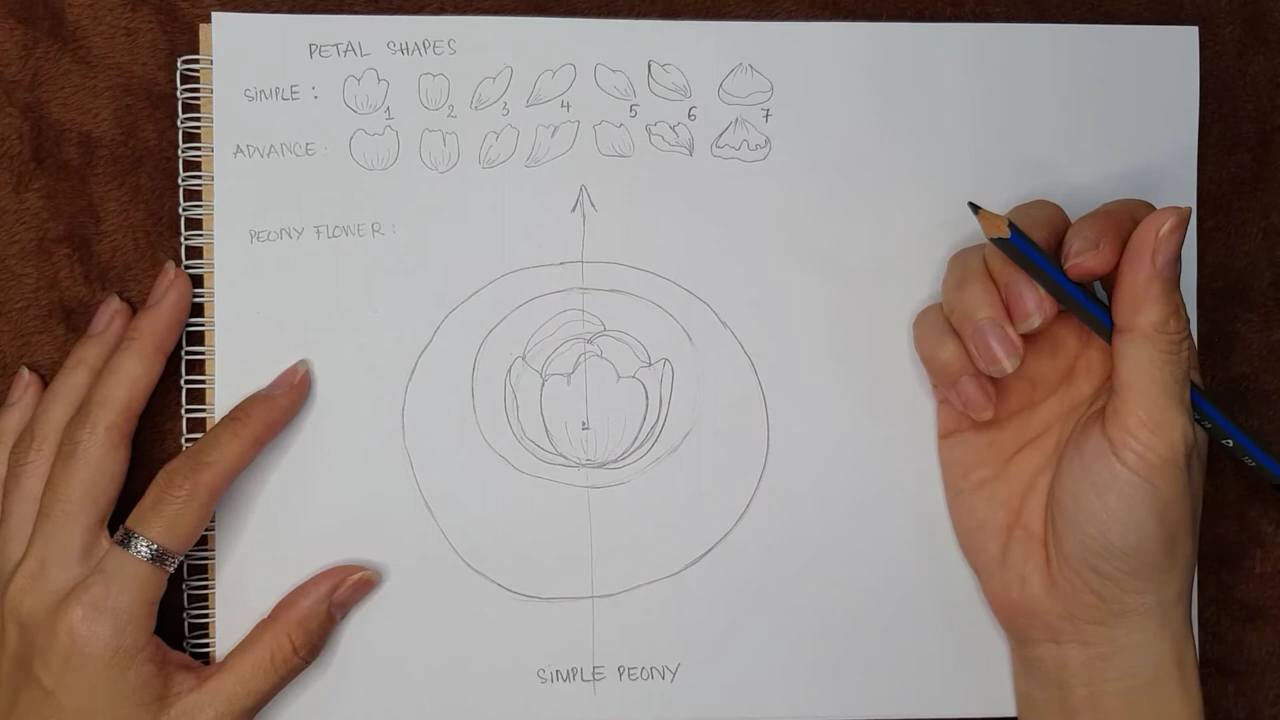 PETAL SHAPES
SIMPLE :
1 2 3 4 5 6 7
ADVANCE:
PEONY FLOWER:
SIMPLE PEONY